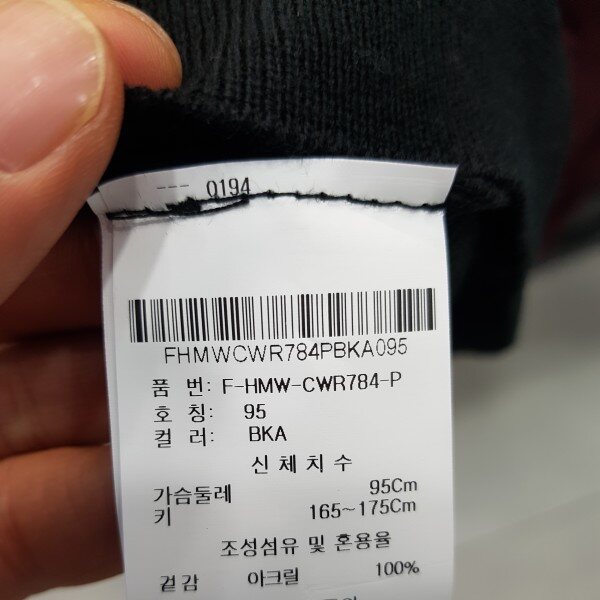 --- 0194
FHMWCWR784PBKA095
품 번: F-HMW-CWR784-P
호 칭: 95
컬 러: BKA
신체치수
가슴둘레 95Cm
키 165~175Cm
조성섬유 및 혼용율
겉감 아크릴 100%